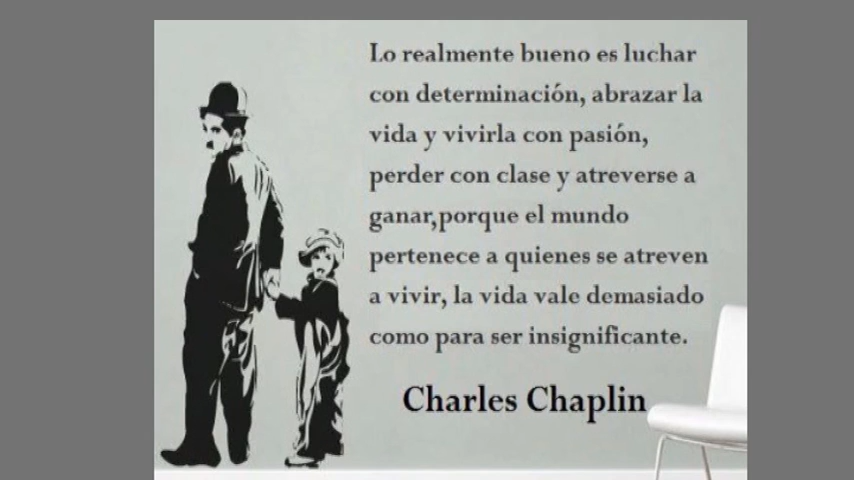 Lo realmente bueno es luchar
con determinación, abrazar la
vida y vivirla con pasión,
perder con clase y atreverse a
ganar,porque el mundo
pertenece a quienes se atreven
a vivir, la vida vale demasiado
como para ser insignificante.
Charles Chaplin